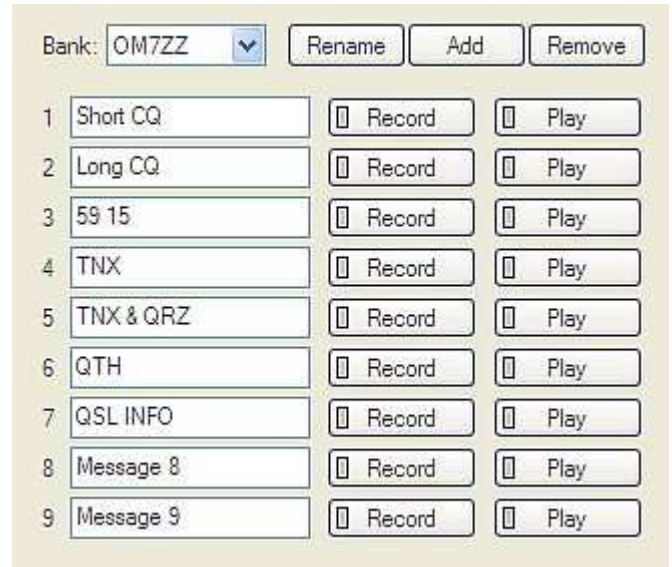 Bank: OM7ZZ Rename Add Remove
1 Short CQ Record Play
2 Long CQ Record Play
3 59 15 Record Play
4 TNX Record Play
5 TNX & QRZ Record Play
6 QTH Record Play
7 QSL INFO Record Play
8 Message 8 Record Play
9 Message 9 Record Play